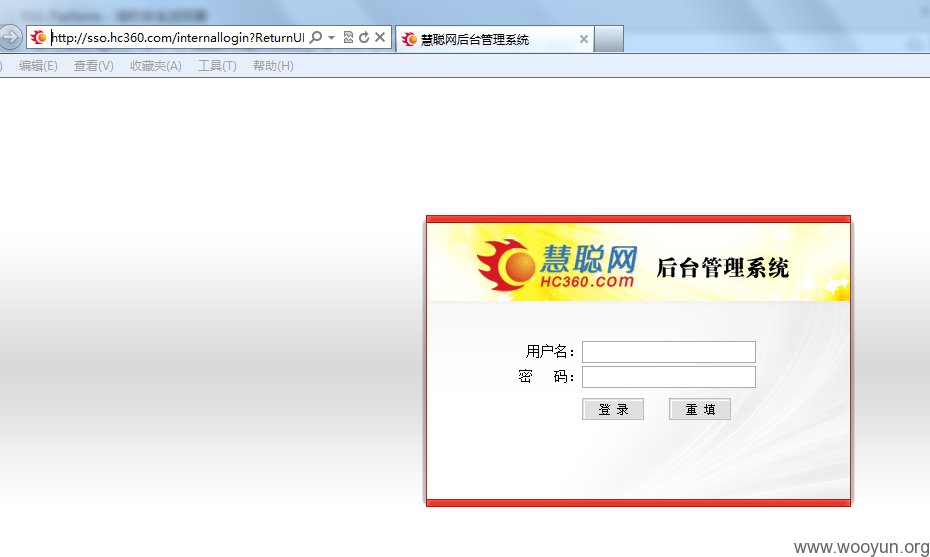 http://sso.hc360.com/internallogin?ReturnUl
慧聪网后台管理系统
) 编辑(E) 查看(V) 收藏夹(A) 工具(T) 帮助(H)
慧聪网
HC360.com
后台管理系统
用户名：
密 码：
登 录 重 填
www.wooyun.org